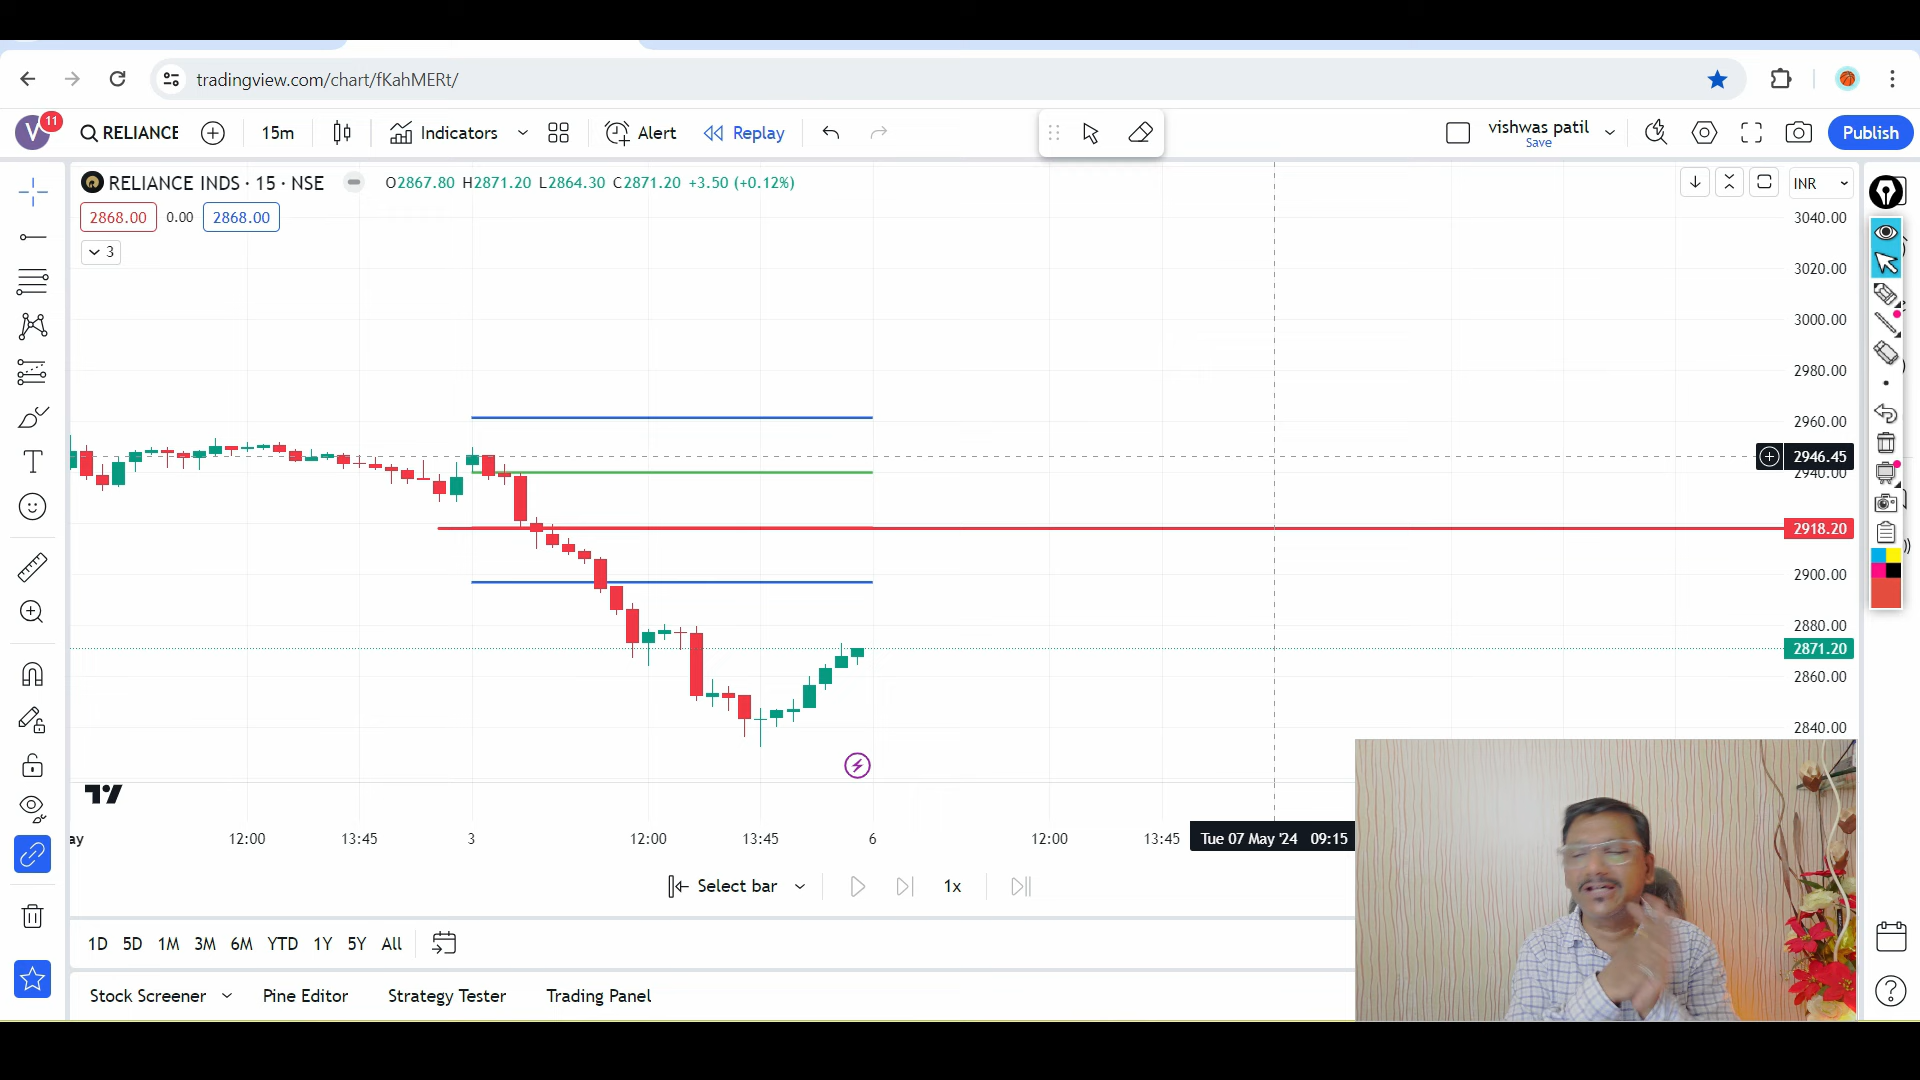 tradingview.com/chart/fKahMERt/
V 11 RELIANCE 15m Indicators Alert Replay vishwas patil Save Publish
RELIANCE INDS · 15 · NSE O2867.80 H2871.20 L2864.30 C2871.20 +3.50 (+0.12%) INR
2868.00 0.00 2868.00
3
3040.00
3020.00
3000.00
2980.00
2960.00
2946.45
2940.00
2918.20
2900.00
2880.00
2871.20
2860.00
2840.00
ay 12:00 13:45 3 12:00 13:45 6 12:00 13:45 Tue 07 May '24 09:15
Select bar 1x
1D 5D 1M 3M 6M YTD 1Y 5Y All
Stock Screener Pine Editor Strategy Tester Trading Panel